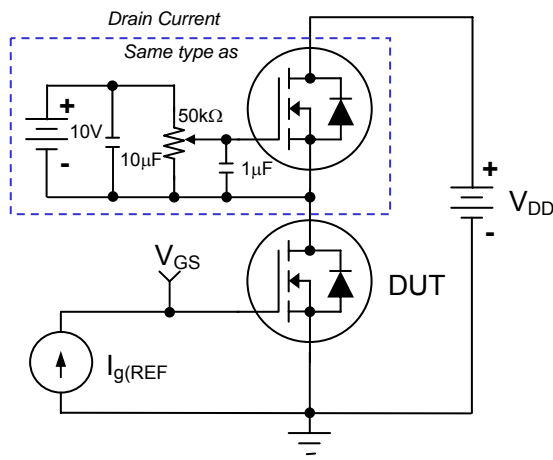 Drain Current
Same type as
+
10V
-
10μF
50kΩ
1μF
+
V_DD
-
V_GS
DUT
I_g(REF